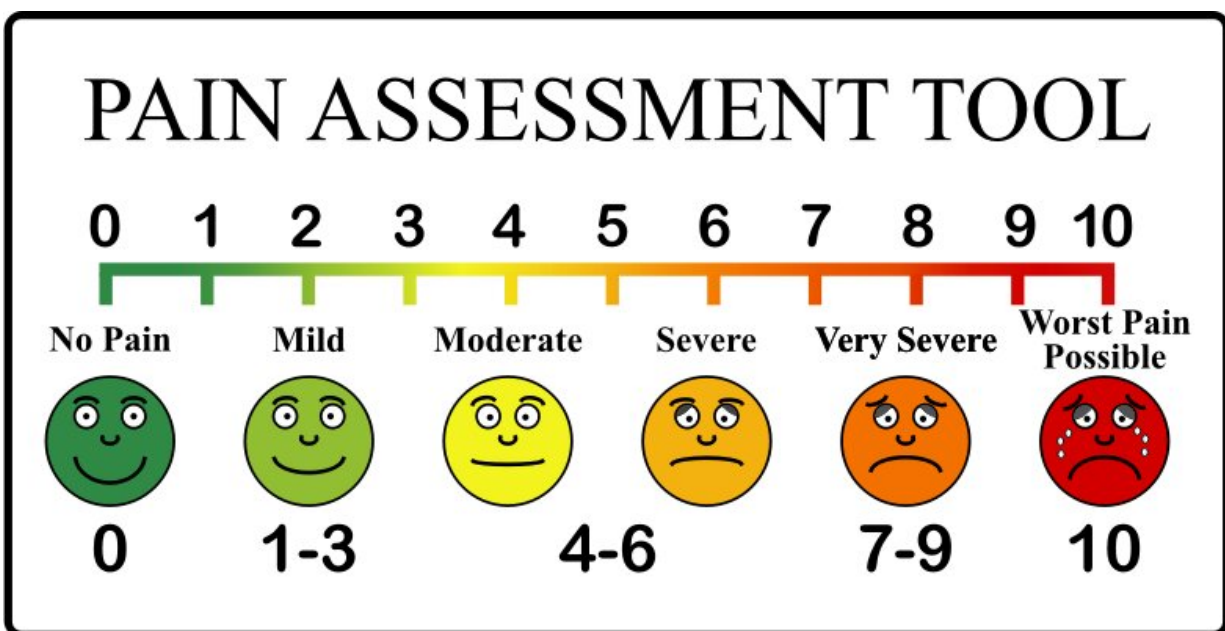 PAIN ASSESSMENT TOOL
0 1 2 3 4 5 6 7 8 9 10
No Pain Mild Moderate Severe Very Severe Worst Pain
Possible
0 1-3 4-6 7-9 10